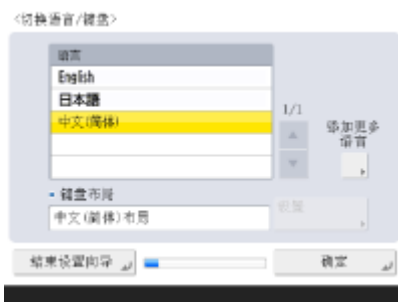 <切换语言/键盘>
语言
English
日本語
中文(简体)
1/1
添加更多
语言
键盘布局
中文(简体)布局
设置
结束设置向导
确定